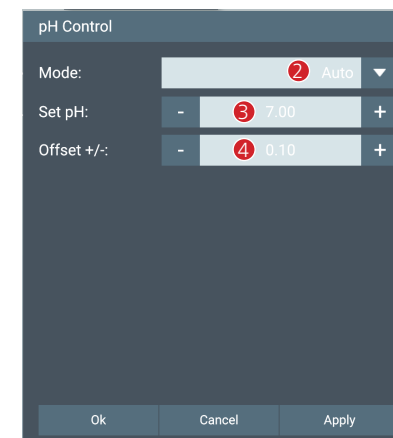 pH Control
Mode: 2 Auto
Set pH: - 3 7.00 +
Offset +/-: - 4 0.10 +
Ok Cancel Apply